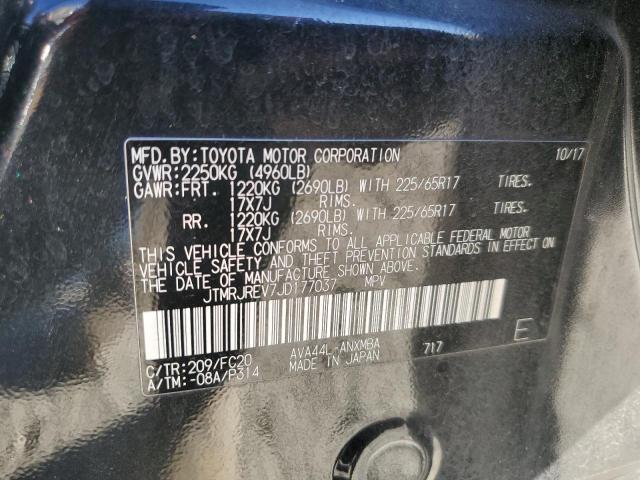 MFD.BY:TOYOTA MOTOR CORPORATION 10/17
GVWR:2250KG (4960LB)
GAWR:FRT. 1220KG (2690LB) WITH 225/65R17 TIRES.
17X7J RIMS.
RR. 1220KG (2690LB) WITH 225/65R17 TIRES.
17X7J RIMS.
THIS VEHICLE CONFORMS TO ALL APPLICABLE FEDERAL MOTOR
VEHICLE SAFETY AND THEFT PREVENTION STANDARDS IN EFFECT ON
THE DATE OF MANUFACTURE SHOWN ABOVE.
JTMRJREV7JD177037 MPV
C/TR:209/FC20 AVA44L-ANXMBA 717 E
A/TM:-08A/P314 MADE IN JAPAN